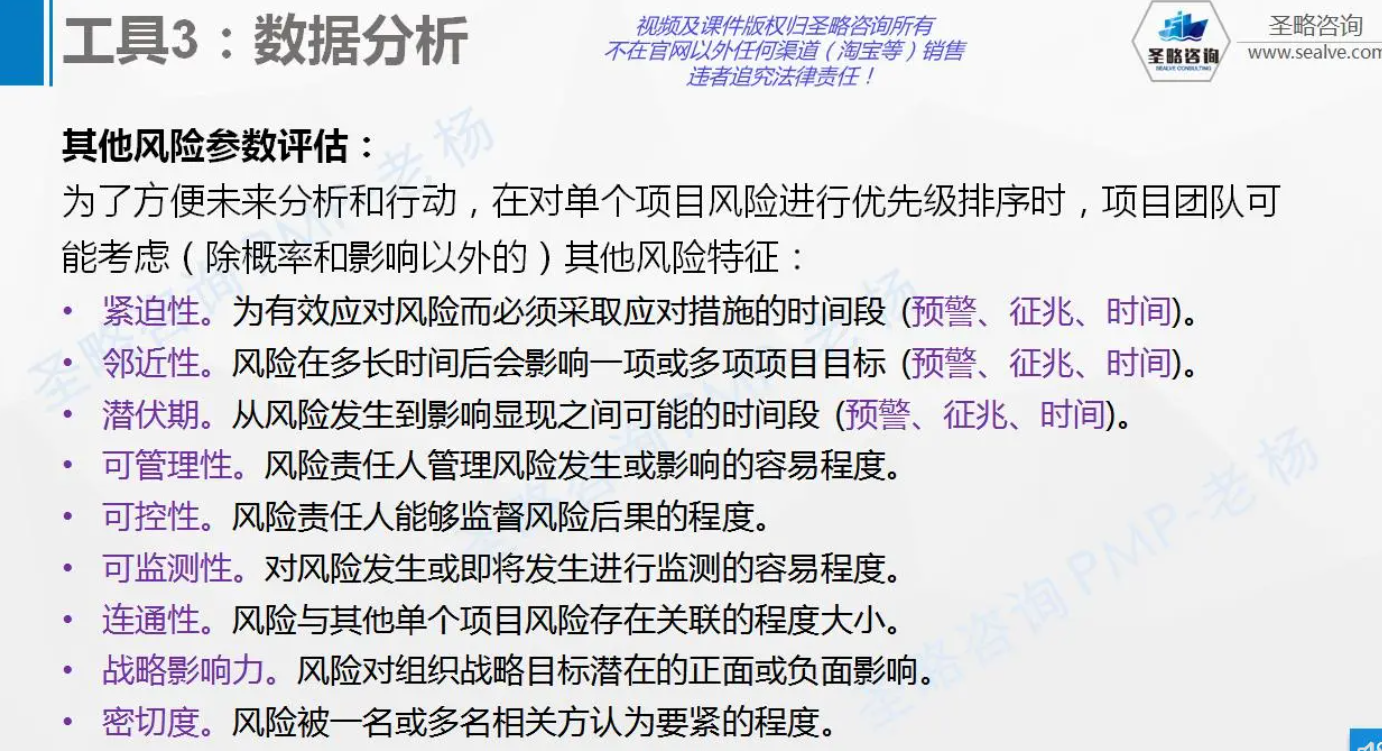 工具3：数据分析
视频及课件版权归圣略咨询所有
不在官网以外任何渠道（淘宝等）销售
违者追究法律责任！
圣略咨询
SEALVE CONSULTING
圣略咨询
www.sealve.com
其他风险参数评估：
为了方便未来分析和行动，在对单个项目风险进行优先级排序时，项目团队可
能考虑（除概率和影响以外的）其他风险特征：
• 紧迫性。为有效应对风险而必须采取应对措施的时间段 (预警、征兆、时间)。
• 邻近性。风险在多长时间后会影响一项或多项项目目标 (预警、征兆、时间)。
• 潜伏期。从风险发生到影响显现之间可能的时间段 (预警、征兆、时间)。
• 可管理性。风险责任人管理风险发生或影响的容易程度。
• 可控性。风险责任人能够监督风险后果的程度。
• 可监测性。对风险发生或即将发生进行监测的容易程度。
• 连通性。风险与其他单个项目风险存在关联的程度大小。
• 战略影响力。风险对组织战略目标潜在的正面或负面影响。
• 密切度。风险被一名或多名相关方认为要紧的程度。
圣略咨询 PMP-老杨
圣略咨询 PMP-老杨
圣略咨询 PMP-老杨